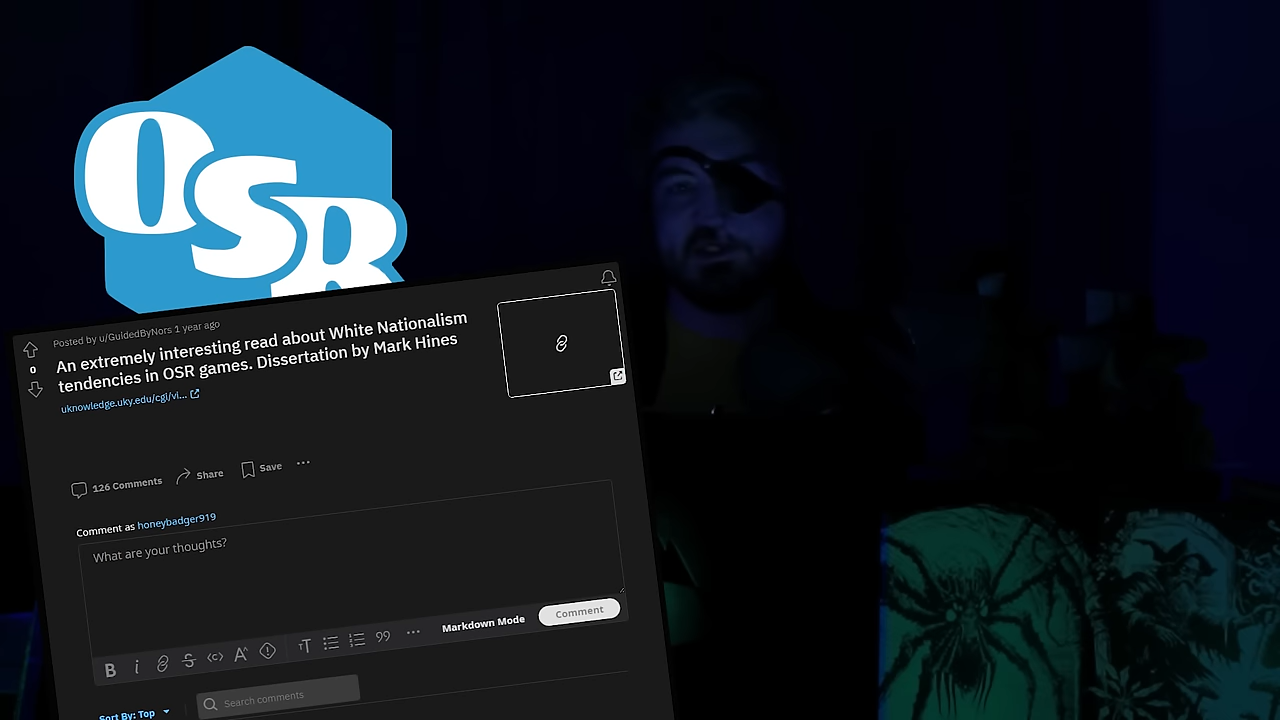 OSR
Posted by u/GuidedByNors 1 year ago
0
An extremely interesting read about White Nationalism
tendencies in OSR games. Dissertation by Mark Hines
uknowledge.uky.edu/cgi/vi...
126 Comments
Share
Save
...
Comment as honeybadger919
What are your thoughts?
B i S <c> A^ TT 99 ... Markdown Mode Comment
Sort By: Top
Search comments